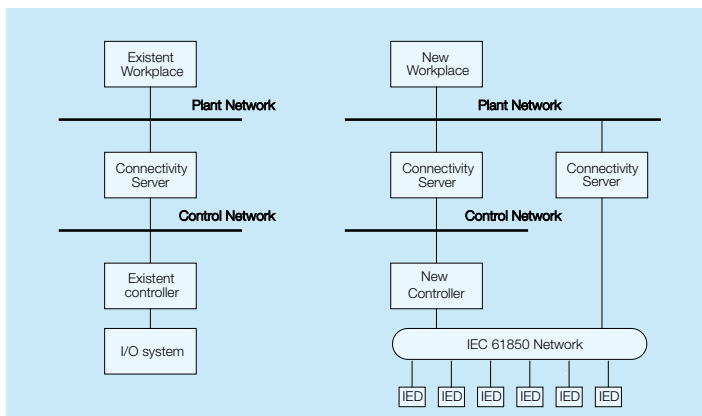 Existent
Workplace
Plant Network
Connectivity
Server
Control Network
Existent
controller
I/O system
New
Workplace
Plant Network
Connectivity
Server
Connectivity
Server
Control Network
New
Controller
IEC 61850 Network
IED IED IED IED IED IED